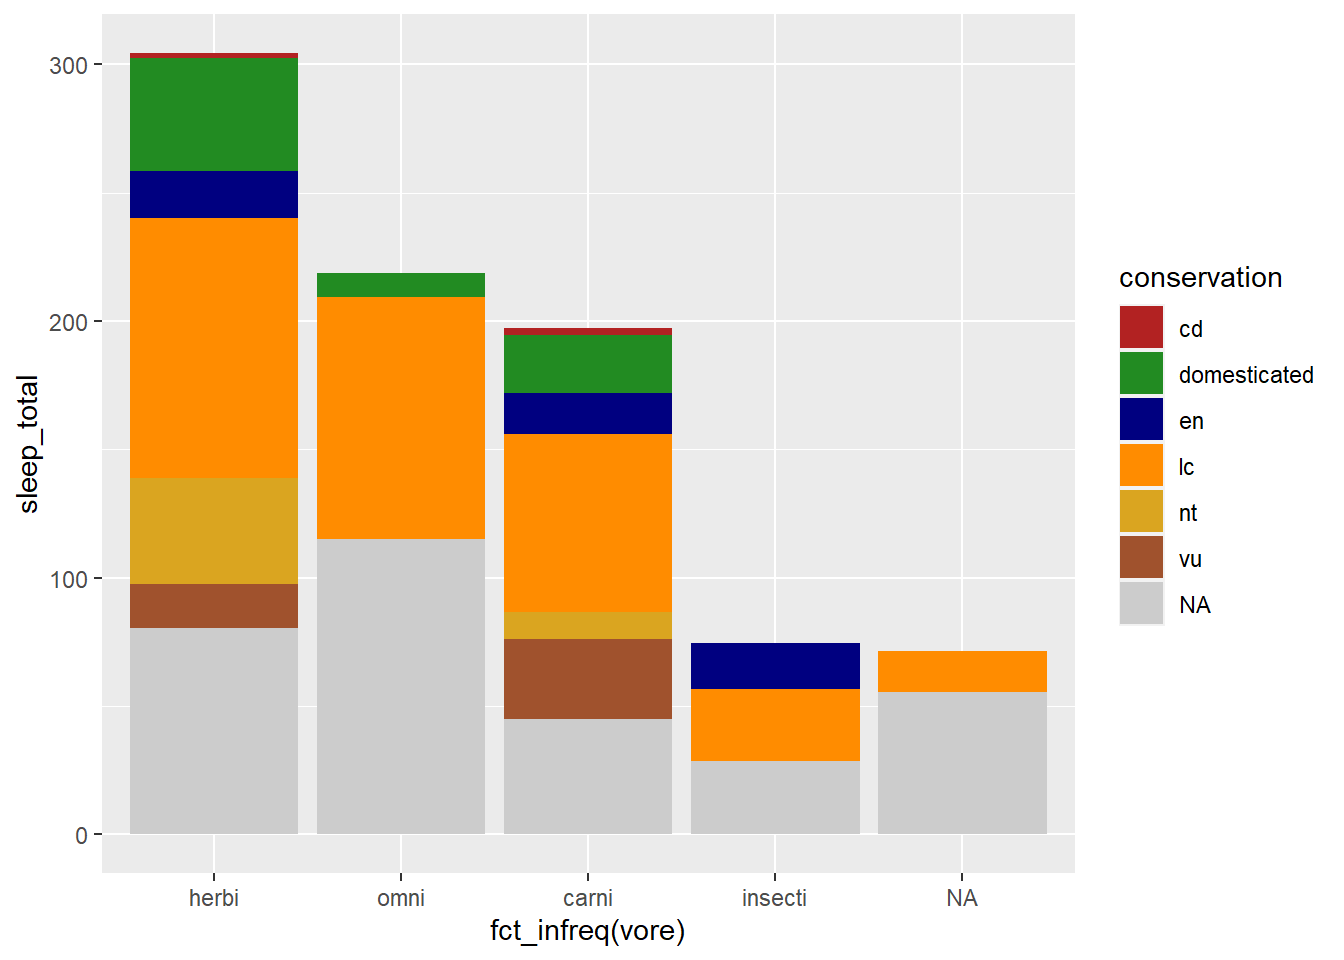 300
200
100
0
sleep_total
herbi omni carni insecti NA
fct_infreq(vore)
conservation
cd
domesticated
en
lc
nt
vu
NA